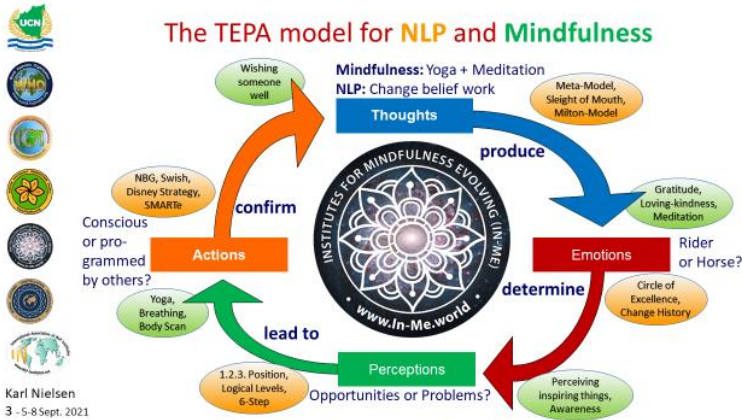 UCN
The TEPA model for NLP and Mindfulness
Wishing
someone
well
Mindfulness: Yoga + Meditation
NLP: Change belief work
Thoughts
Meta-Model,
Sleight of Mouth,
Milton-Model
produce
NBG, Swish,
Disney Strategy,
SMARTe
confirm
Gratitude,
Loving-kindness,
Meditation
Conscious
or pro-
grammed
by others?
Actions
INSTITUTES FOR MINDFULNESS EVOLVING (IN-ME)
• www.In-Me.world •
Emotions
Rider
or Horse?
determine
Circle of
Excellence,
Change History
Yoga,
Breathing,
Body Scan
lead to
Perceptions
1.2.3. Position,
Logical Levels,
6-Step
Opportunities or Problems?
Perceiving
inspiring things,
Awareness
Karl Nielsen
3 - 5-8 Sept. 2021